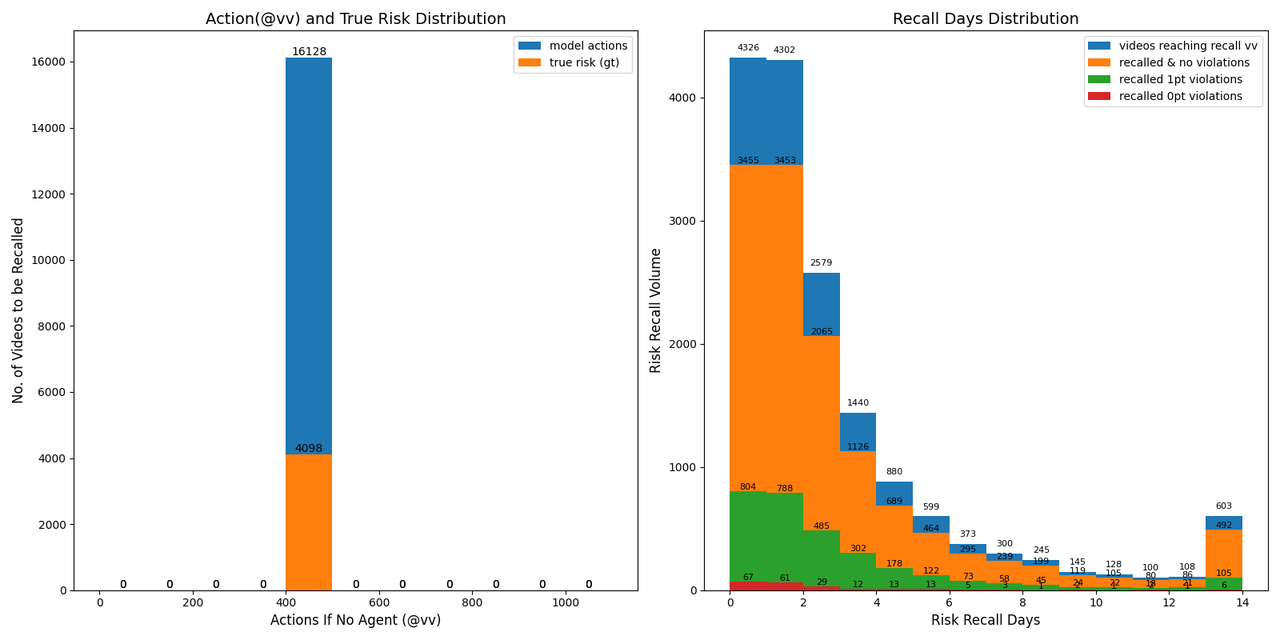 Action(@vv) and True Risk Distribution
model actions
true risk (gt)
16128
4098
0 0 0 0 0 0 0 0 0 0
0
2000
4000
6000
8000
10000
12000
14000
16000
No. of Videos to be Recalled
0 200 400 600 800 1000
Actions If No Agent (@vv)
Recall Days Distribution
videos reaching recall vv
recalled & no violations
recalled 1pt violations
recalled 0pt violations
4326 4302 2579 1440 880 599 373 300 245 145 128 100 108 603
3455 3453 2065 1126 689 464 295 239 199 119 105 80 86 492
804 788 485 302 178 122 73 58 45 24 22 18 21 105
67 61 29 12 13 13 5 3 1 1 1 6
0
1000
2000
3000
4000
Risk Recall Volume
0 2 4 6 8 10 12 14
Risk Recall Days